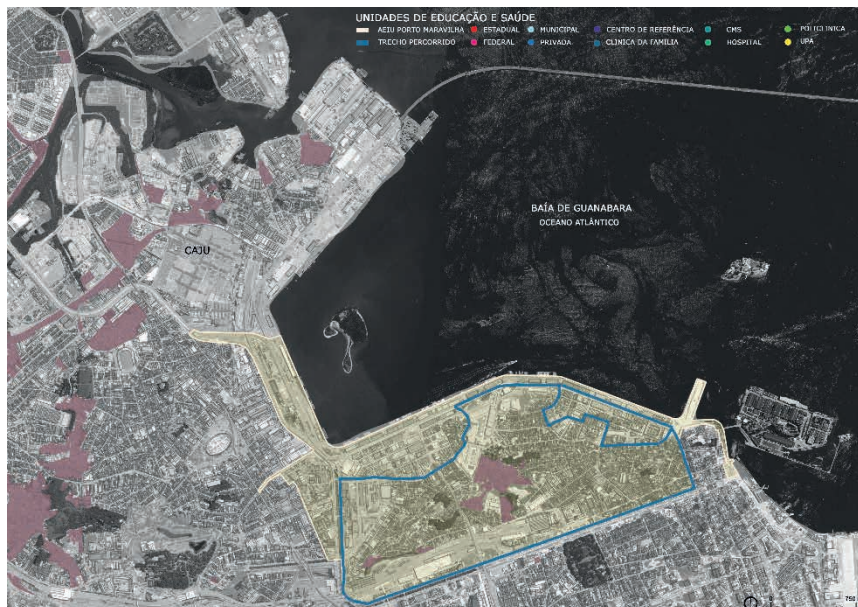 UNIDADES DE EDUCAÇÃO E SAÚDE
AEIU PORTO MARAVILHA ESTADUAL MUNICIPAL CENTRO DE REFERÊNCIA CMS POLICLÍNICA
TRECHO PERCORRIDO FEDERAL PRIVADA CLÍNICA DA FAMÍLIA HOSPITAL UPA
BAÍA DE GUANABARA
OCEANO ATLÂNTICO
CAJU
750